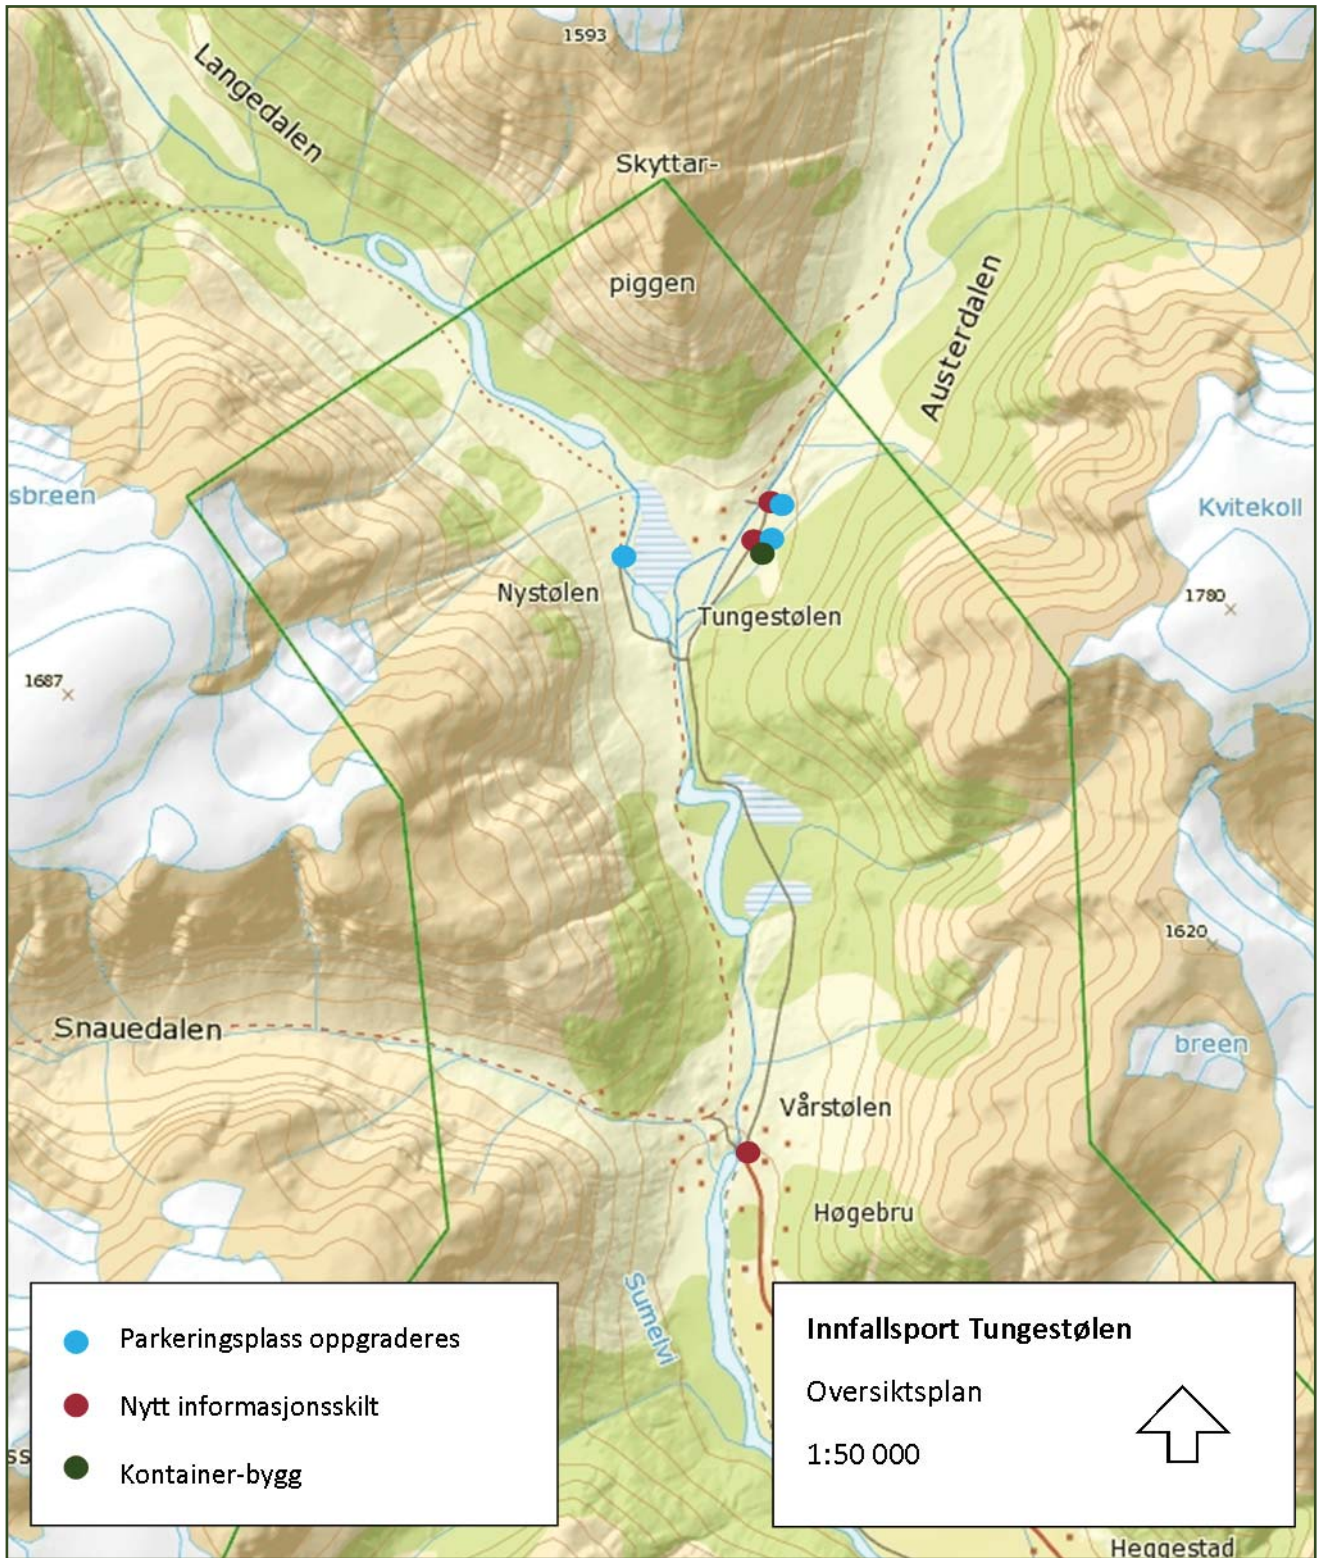 1593
Langedalen
Skyttar-
piggen
Austerdalen
sbreen
Kvitekoll
Nystølen
1780
Tungestølen
1687
1620
Snauedalen
breen
Vårstølen
Høgebru
Sumelvi
Parkeringsplass oppgraderes
Nytt informasjonsskilt
Kontainer-bygg
Innfallsport Tungestølen
Oversiktsplan
1:50 000
ss
Heggestad